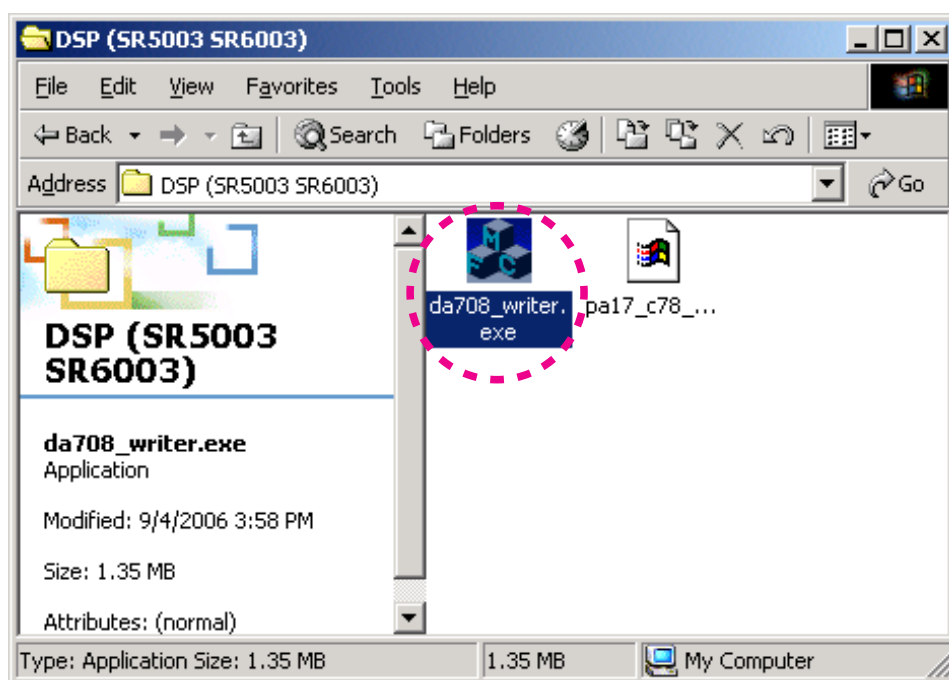 DSP (SR5003 SR6003)
File Edit View Favorites Tools Help
Back Search Folders
Address DSP (SR5003 SR6003) Go
M
F C
da708_writer.
exe
pa17_c78_...
DSP (SR5003
SR6003)
da708_writer.exe
Application
Modified: 9/4/2006 3:58 PM
Size: 1.35 MB
Attributes: (normal)
Type: Application Size: 1.35 MB 1.35 MB My Computer